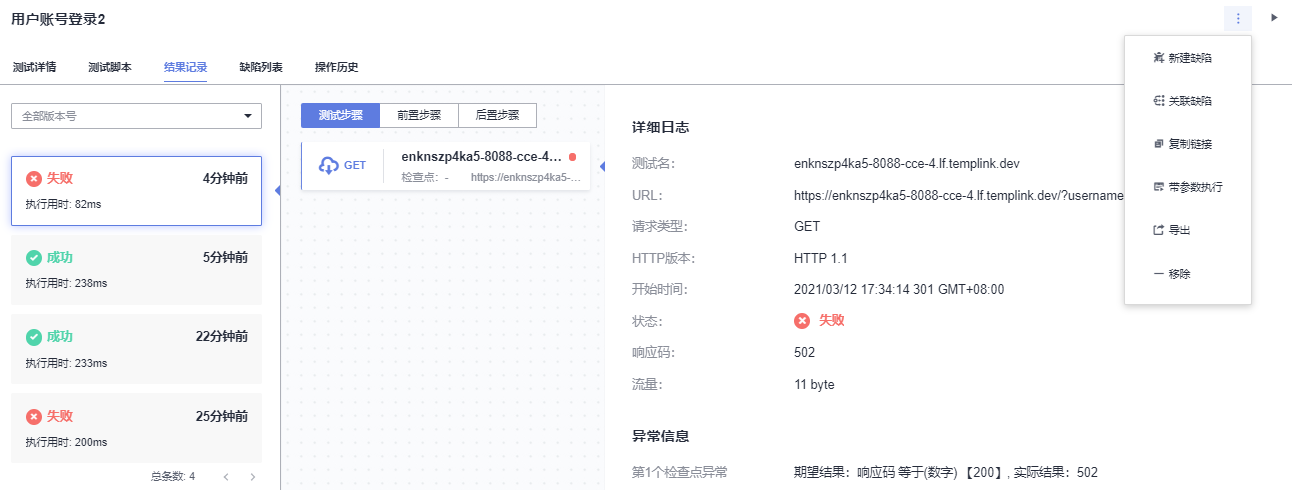 用户账号登录2
测试详情 测试脚本 结果记录 缺陷列表 操作历史
全部版本号
失败 4分钟前
执行用时: 82ms
成功 5分钟前
执行用时: 238ms
成功 22分钟前
执行用时: 233ms
失败 25分钟前
执行用时: 200ms
总条数: 4
测试步骤 前置步骤 后置步骤
GET
enknszp4ka5-8088-cce-4...
检查点: - https://enknszp4ka5-...
详细日志
测试名: enknszp4ka5-8088-cce-4.lf.templink.dev
URL: https://enknszp4ka5-8088-cce-4.lf.templink.dev/?username
请求类型: GET
HTTP版本: HTTP 1.1
开始时间: 2021/03/12 17:34:14 301 GMT+08:00
状态: 失败
响应码: 502
流量: 11 byte
异常信息
第1个检查点异常 期望结果：响应码 等于(数字) 【200】, 实际结果：502
新建缺陷
关联缺陷
复制链接
带参数执行
导出
移除